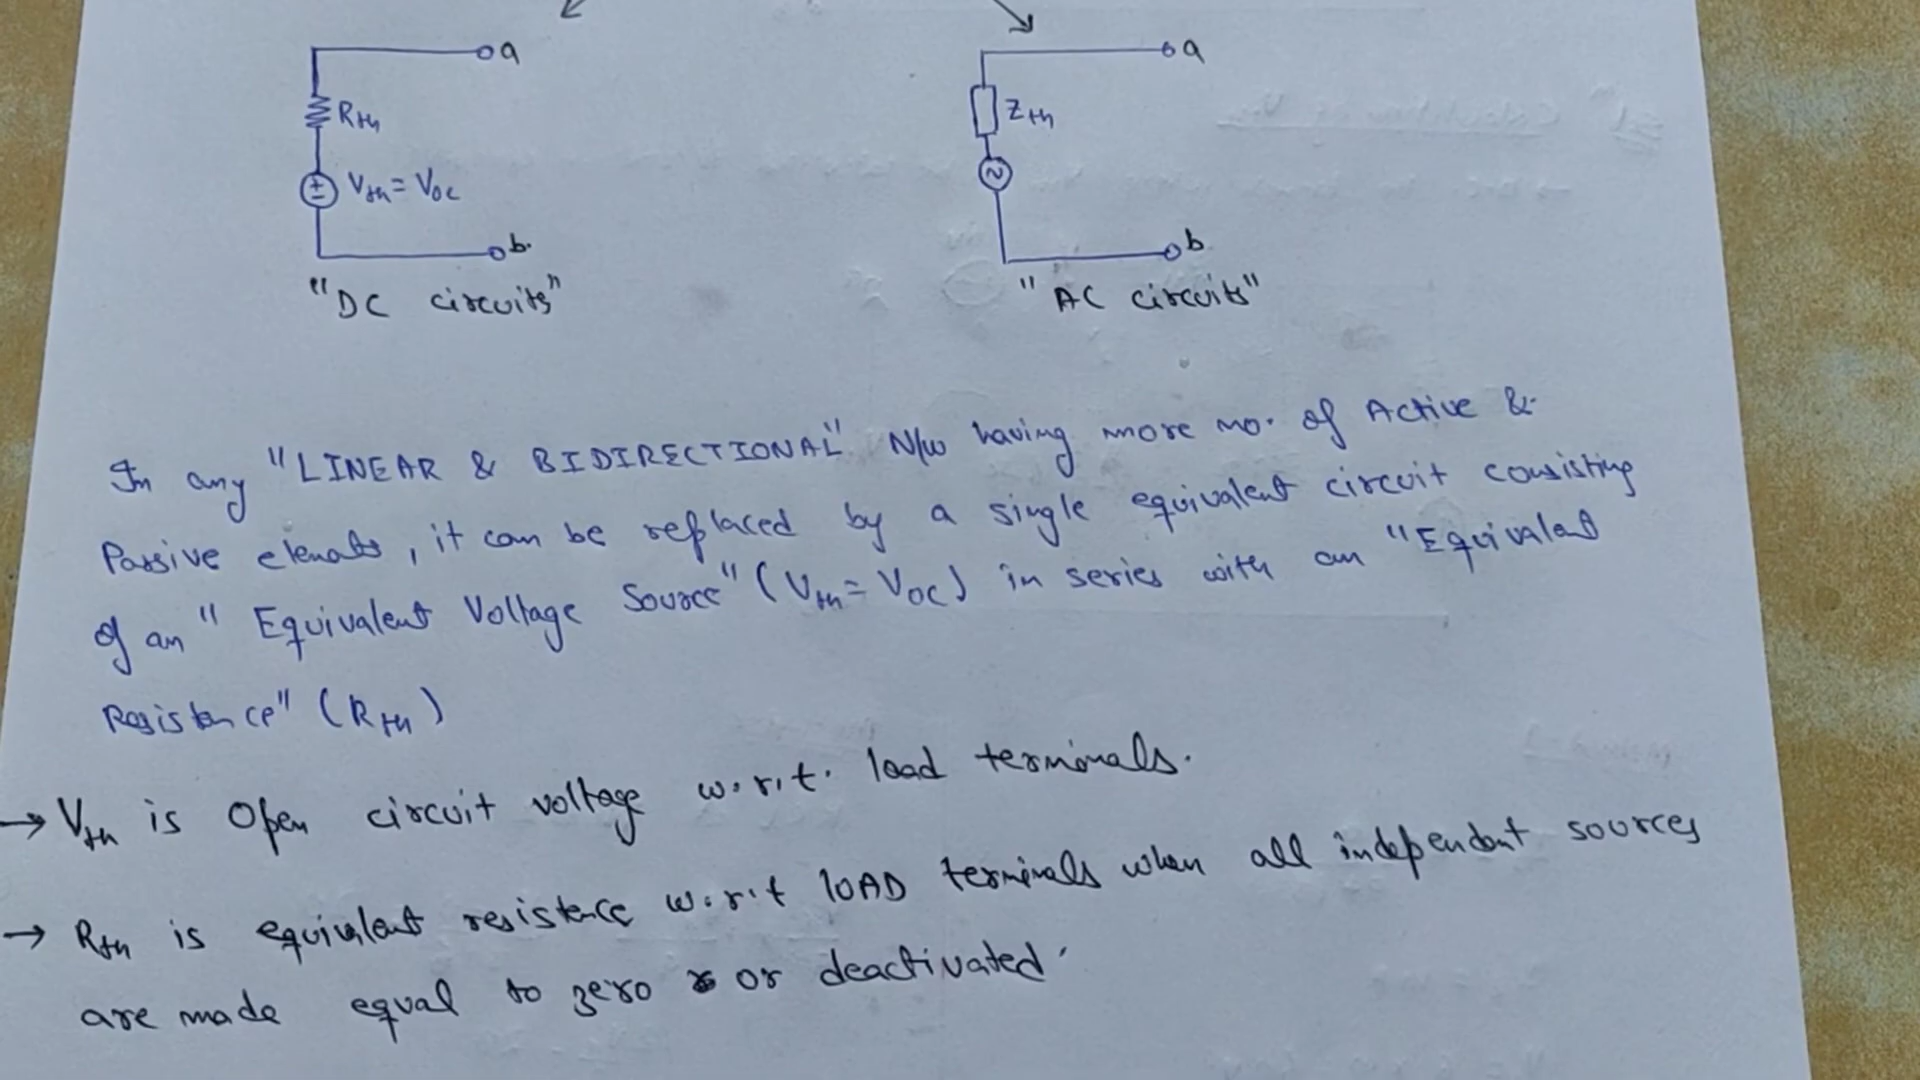 a a
Rth Zth
Vth = Voc
b. b
"DC circuits" "AC circuits"
In any "LINEAR & BIDIRECTIONAL" N/w having more no. of Active &
Passive elemats, it can be replaced by a single equivalent circuit consisting
of an "Equivalent Voltage Source" (Vth = VOC) in series with an "Equivalent
Resistence" (Rth)
→ Vth is Open circuit voltage w.r.t. load terminals.
→ Rth is equivalent resistence w.r.t LOAD terminals when all independent sources
are made equal to zero or deactivated.